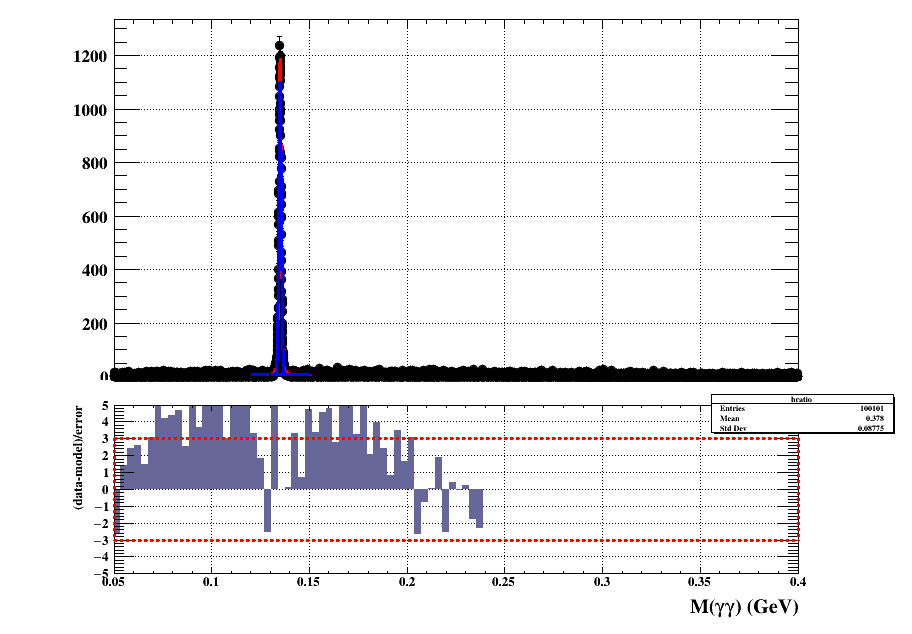 1200
1000
800
600
400
200
0
hratio
Entries 100101
Mean 0.378
Std Dev 0.08775
(data-model)/error
5
4
3
2
1
0
−1
−2
−3
−4
−5
0.05 0.1 0.15 0.2 0.25 0.3 0.35 0.4
M(γγ) (GeV)